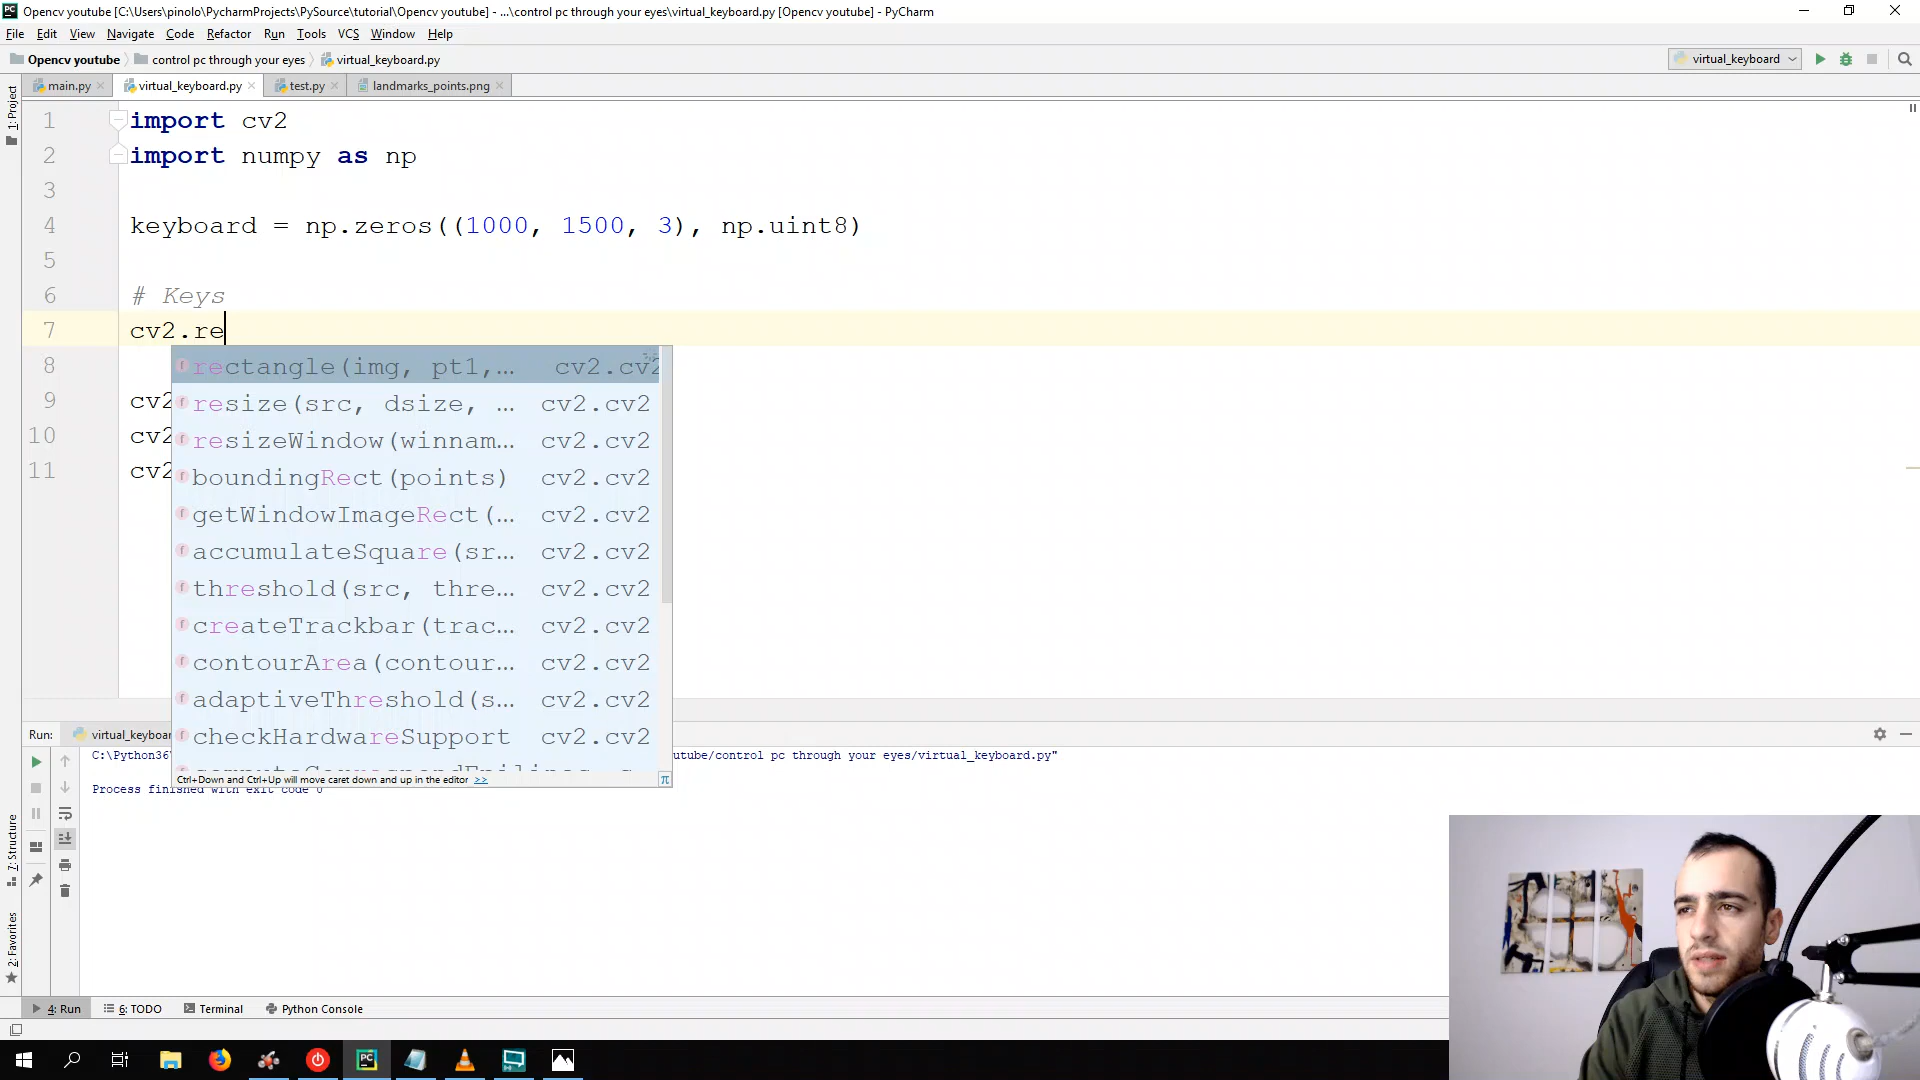 Opencv youtube [C:\Users\pinolo\PycharmProjects\PySource\tutorial\Opencv youtube] - ...\control pc through your eyes\virtual_keyboard.py [Opencv youtube] - PyCharm
File Edit View Navigate Code Refactor Run Tools VCS Window Help
Opencv youtube control pc through your eyes virtual_keyboard.py
virtual_keyboard
main.py virtual_keyboard.py test.py landmarks_points.png
1: Project
1 import cv2
2 import numpy as np
3
4 keyboard = np.zeros((1000, 1500, 3), np.uint8)
5
6 # Keys
7 cv2.re
8 rectangle(img, pt1,... cv2.cv2
9 cv2 resize(src, dsize, ... cv2.cv2
10 cv2 resizeWindow(winnam... cv2.cv2
11 cv2 boundingRect(points) cv2.cv2
getWindowImageRect(... cv2.cv2
accumulateSquare(sr... cv2.cv2
threshold(src, thre... cv2.cv2
createTrackbar(trac... cv2.cv2
contourArea(contour... cv2.cv2
adaptiveThreshold(s... cv2.cv2
checkHardwareSupport cv2.cv2
Ctrl+Down and Ctrl+Up will move caret down and up in the editor >>
Run: virtual_keyboar
C:\Python36 utube/control pc through your eyes/virtual_keyboard.py"
Process finished with exit code 0
7: Structure
2: Favorites
4: Run 6: TODO Terminal Python Console